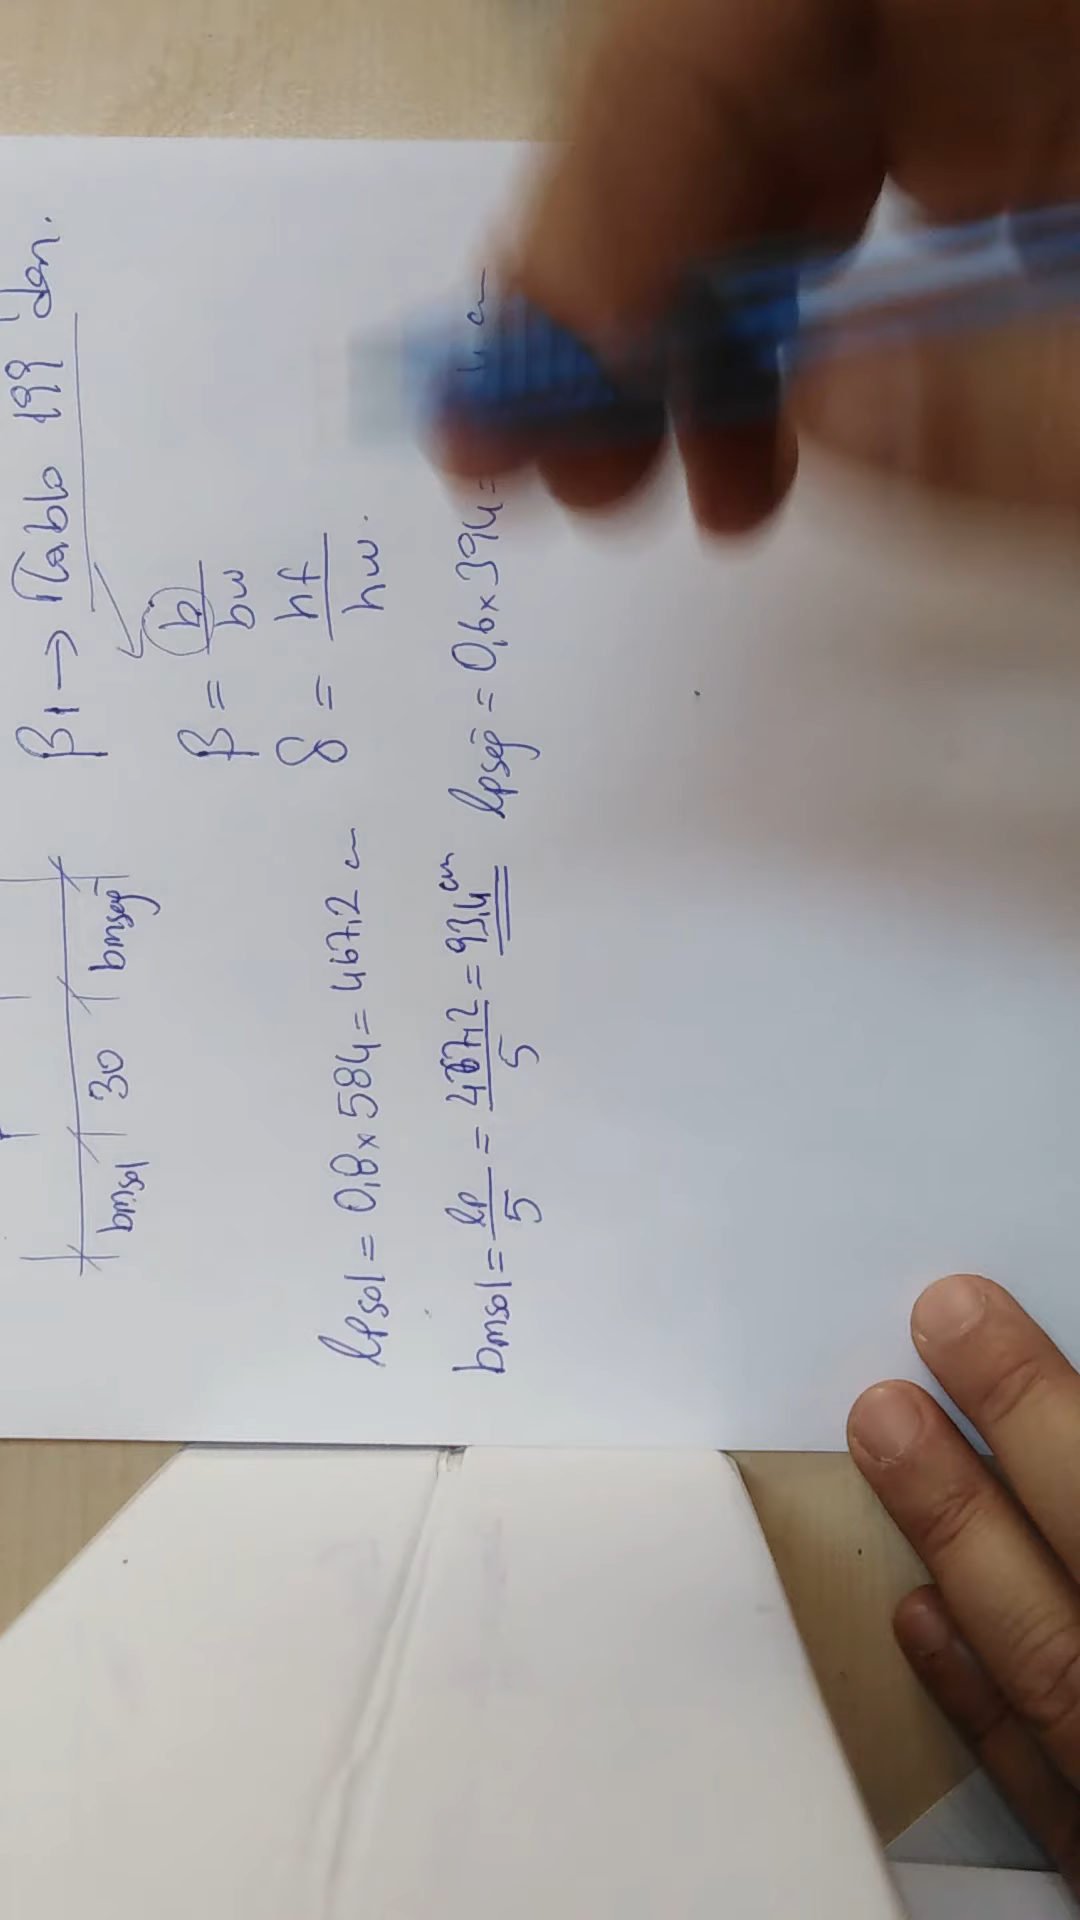 β1 → Tablo 199'dan.
bmsol 30 bmsağ
β = b/bw
δ = hf/hw.
lpsol = 0,8 x 584 = 467,2 cm
bmsol = lp/5 = 467,2/5 = 93,4 cm
lpsağ = 0,6 x 394 =